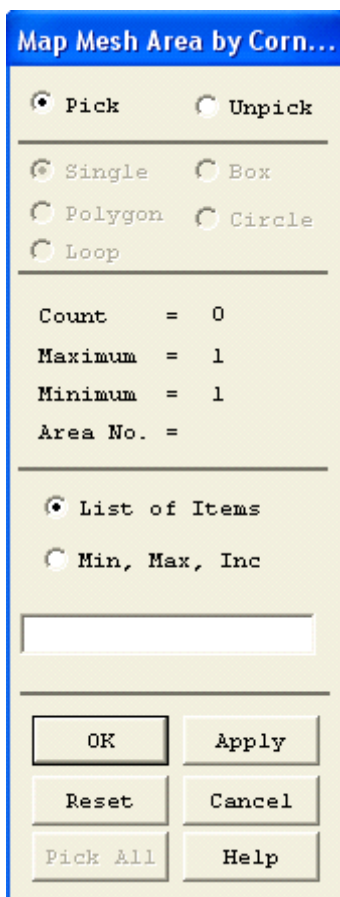 Map Mesh Area by Corn...
Pick Unpick
Single Box
Polygon Circle
Loop
Count = 0
Maximum = 1
Minimum = 1
Area No. =
List of Items
Min, Max, Inc
OK Apply
Reset Cancel
Pick All Help